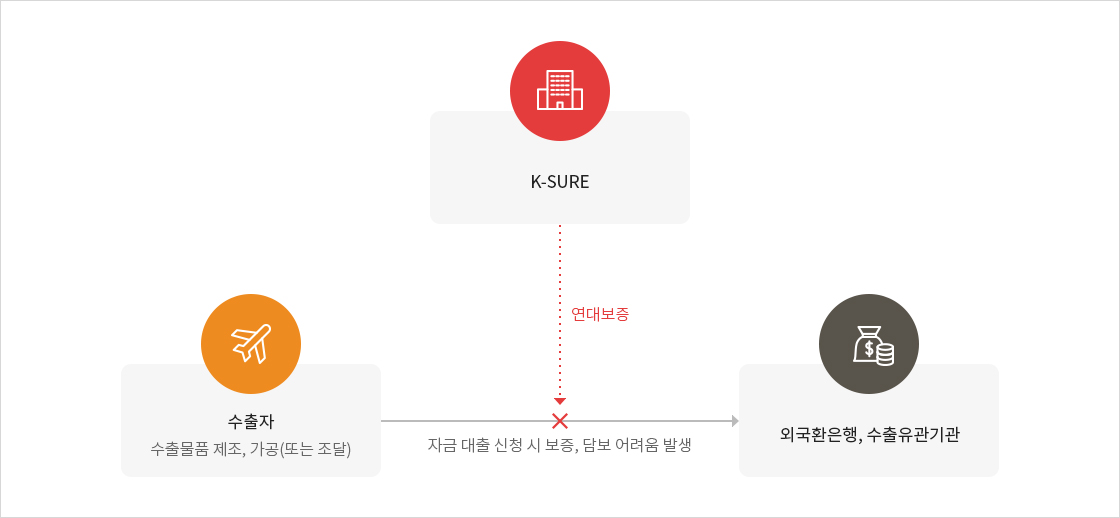 K-SURE
연대보증
수출자
수출물품 제조, 가공(또는 조달)
자금 대출 신청 시 보증, 담보 어려움 발생
외국환은행, 수출유관기관